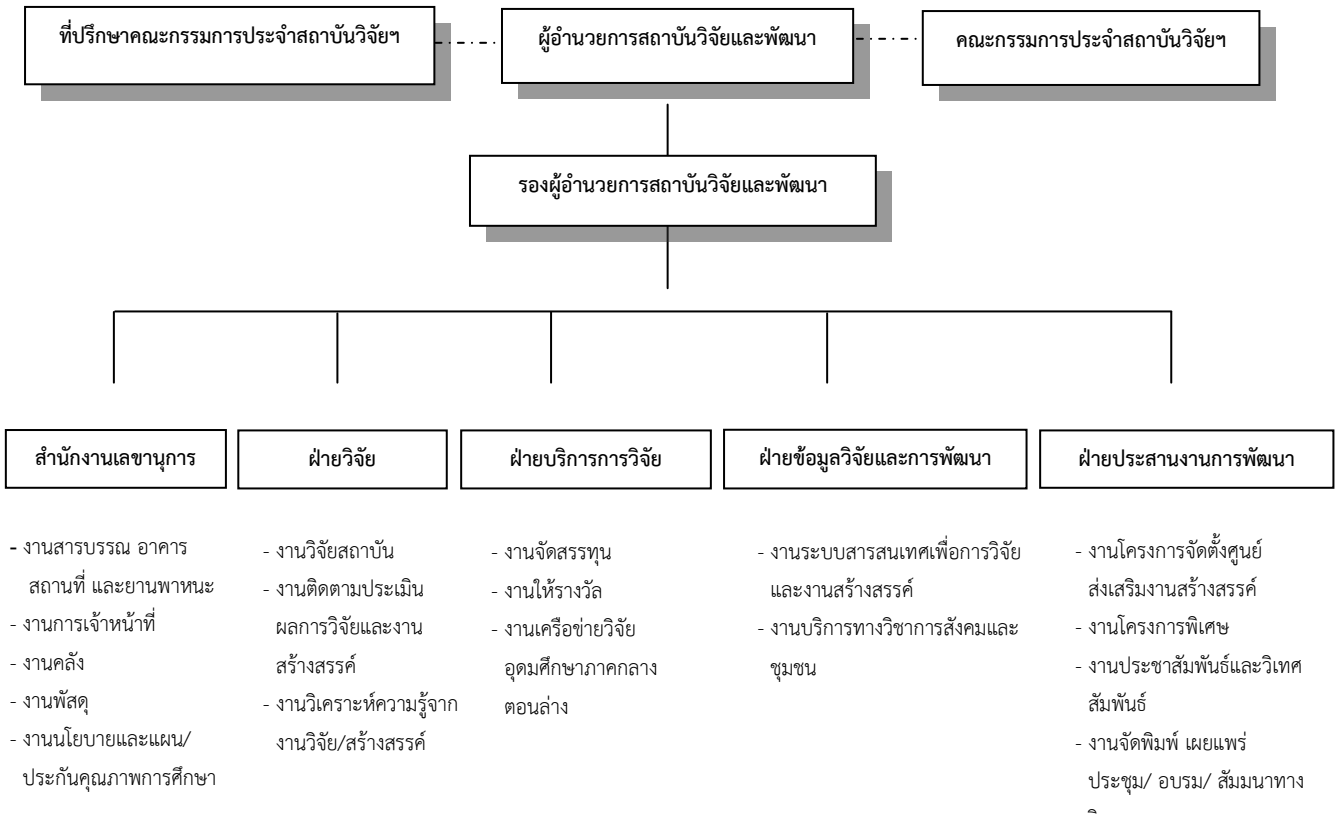 ที่ปรึกษาคณะกรรมการประจำสถาบันวิจัยฯ
ผู้อำนวยการสถาบันวิจัยและพัฒนา
คณะกรรมการประจำสถาบันวิจัยฯ
รองผู้อำนวยการสถาบันวิจัยและพัฒนา
สำนักงานเลขานุการ
- งานสารบรรณ อาคาร
สถานที่ และยานพาหนะ
- งานการเจ้าหน้าที่
- งานคลัง
- งานพัสดุ
- งานนโยบายและแผน/
ประกันคุณภาพการศึกษา
ฝ่ายวิจัย
- งานวิจัยสถาบัน
- งานติดตามประเมิน
ผลการวิจัยและงาน
สร้างสรรค์
- งานวิเคราะห์ความรู้จาก
งานวิจัย/สร้างสรรค์
ฝ่ายบริการการวิจัย
- งานจัดสรรทุน
- งานให้รางวัล
- งานเครือข่ายวิจัย
อุดมศึกษาภาคกลาง
ตอนล่าง
ฝ่ายข้อมูลวิจัยและการพัฒนา
- งานระบบสารสนเทศเพื่อการวิจัย
และงานสร้างสรรค์
- งานบริการทางวิชาการสังคมและ
ชุมชน
ฝ่ายประสานงานการพัฒนา
- งานโครงการจัดตั้งศูนย์
ส่งเสริมงานสร้างสรรค์
- งานโครงการพิเศษ
- งานประชาสัมพันธ์และวิเทศ
สัมพันธ์
- งานจัดพิมพ์ เผยแพร่
ประชุม/ อบรม/ สัมมนาทาง